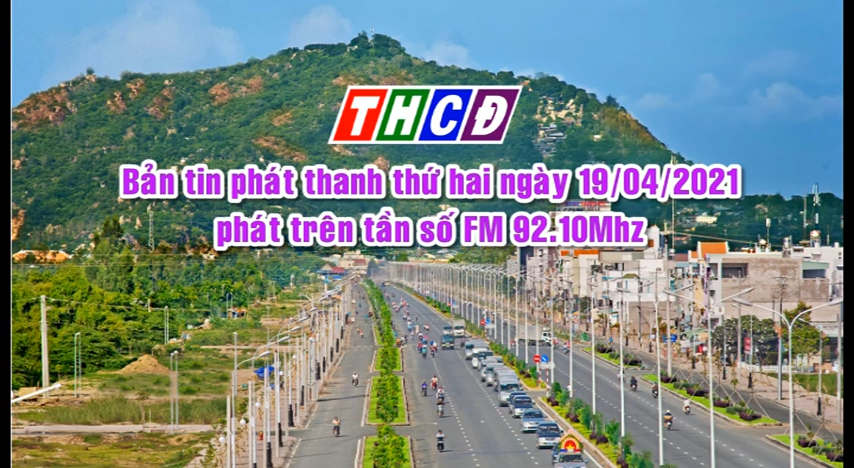 THCĐ
Bản tin phát thanh thứ hai ngày 19/04/2021
phát trên tần số FM 92.10Mhz